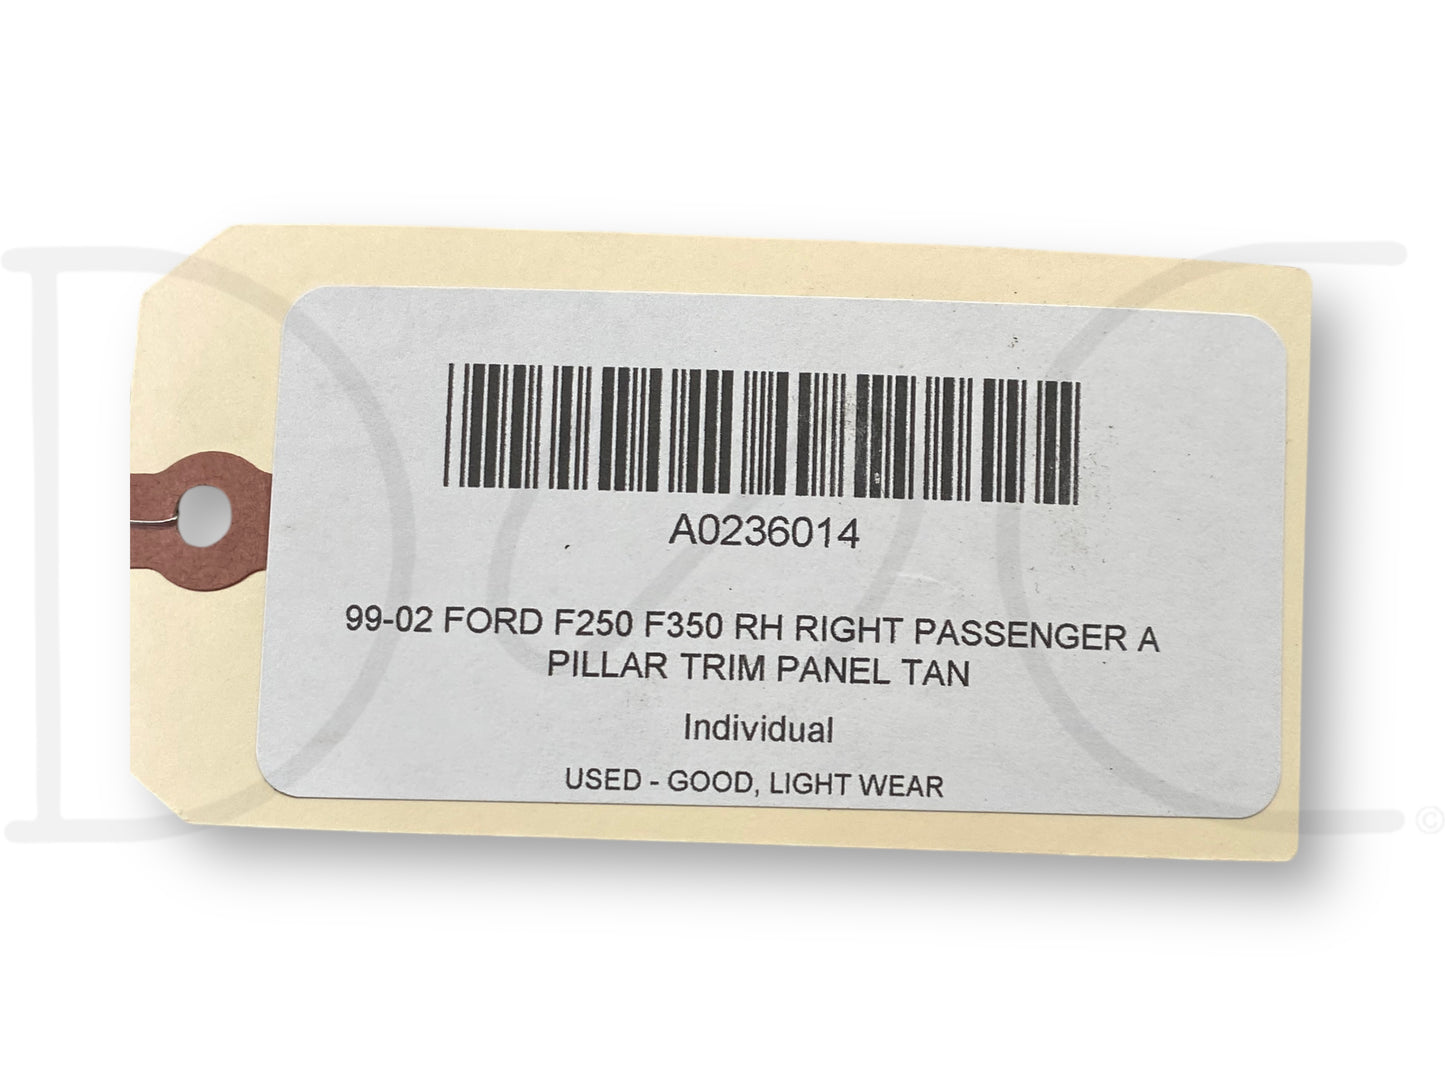 A0236014
99-02 FORD F250 F350 RH RIGHT PASSENGER A
PILLAR TRIM PANEL TAN
Individual
USED - GOOD, LIGHT WEAR
©